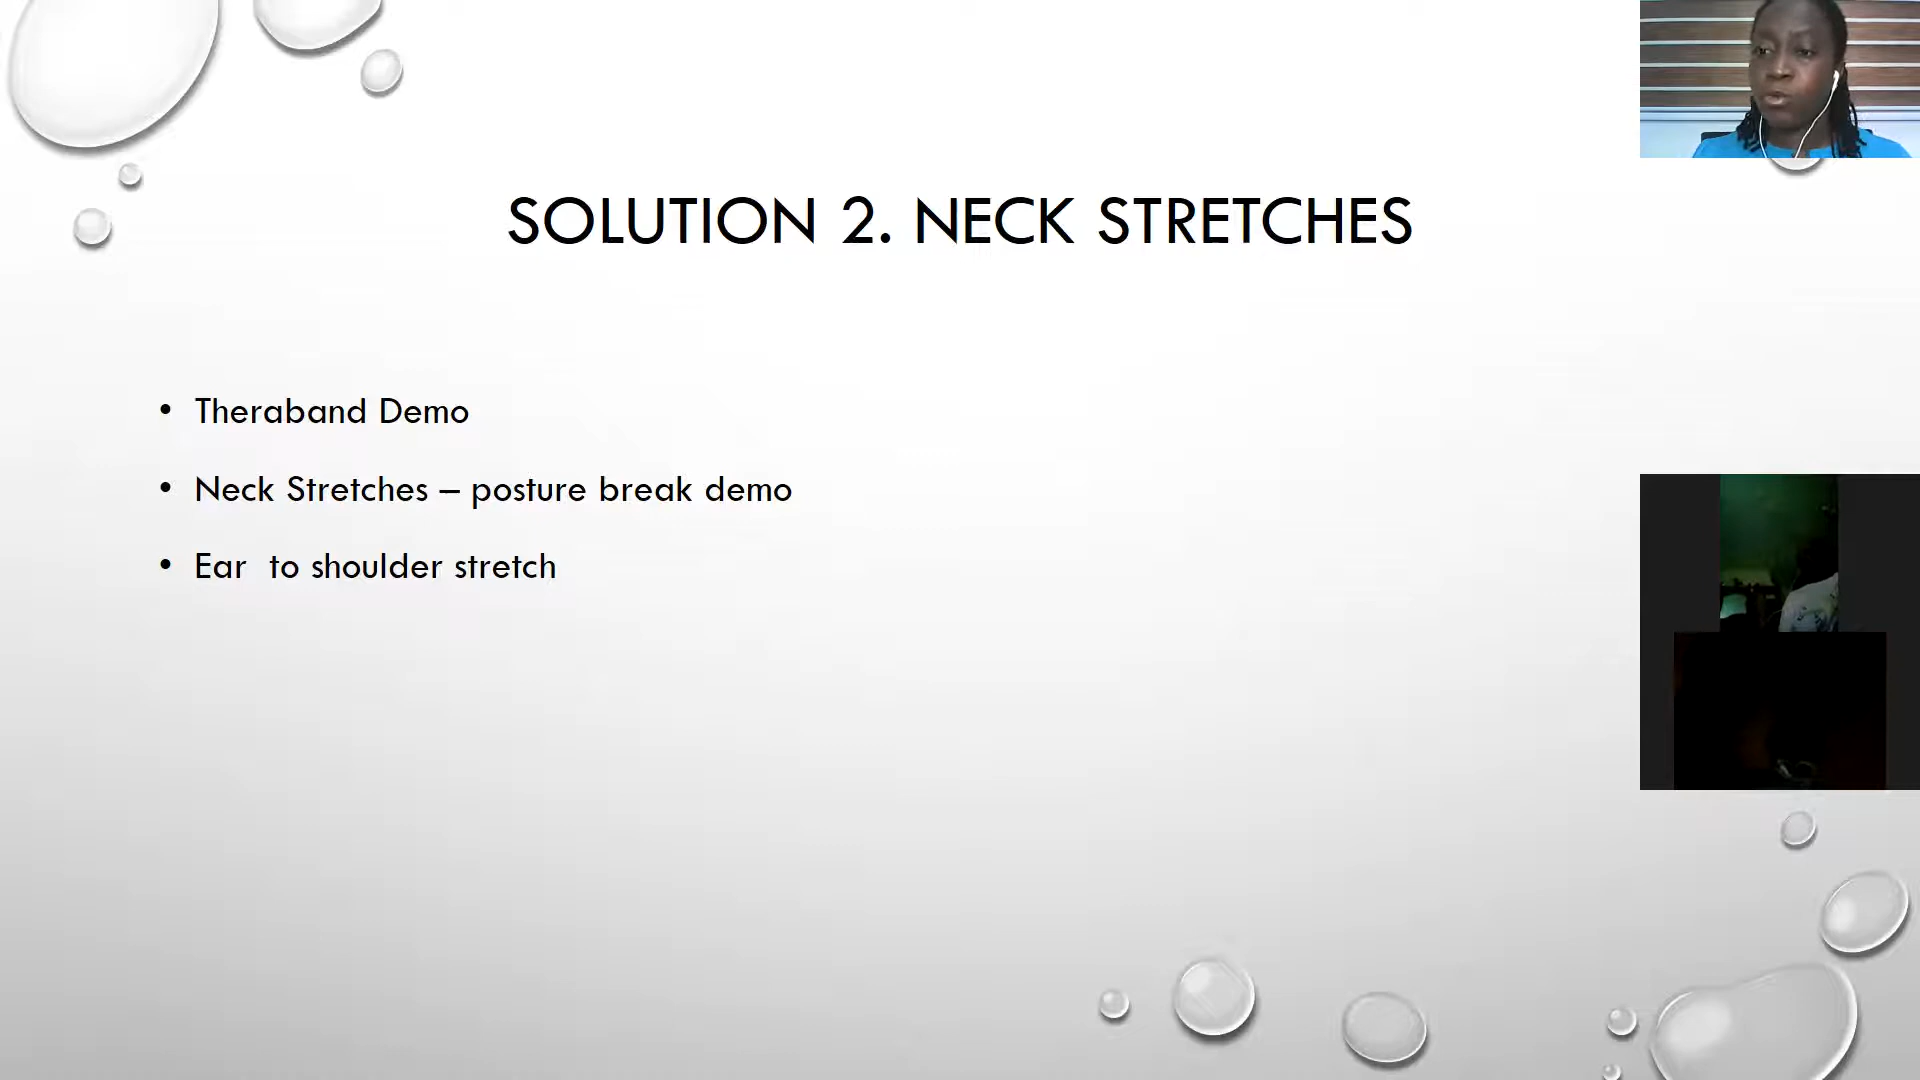 SOLUTION 2. NECK STRETCHES
• Theraband Demo
• Neck Stretches – posture break demo
• Ear  to shoulder stretch